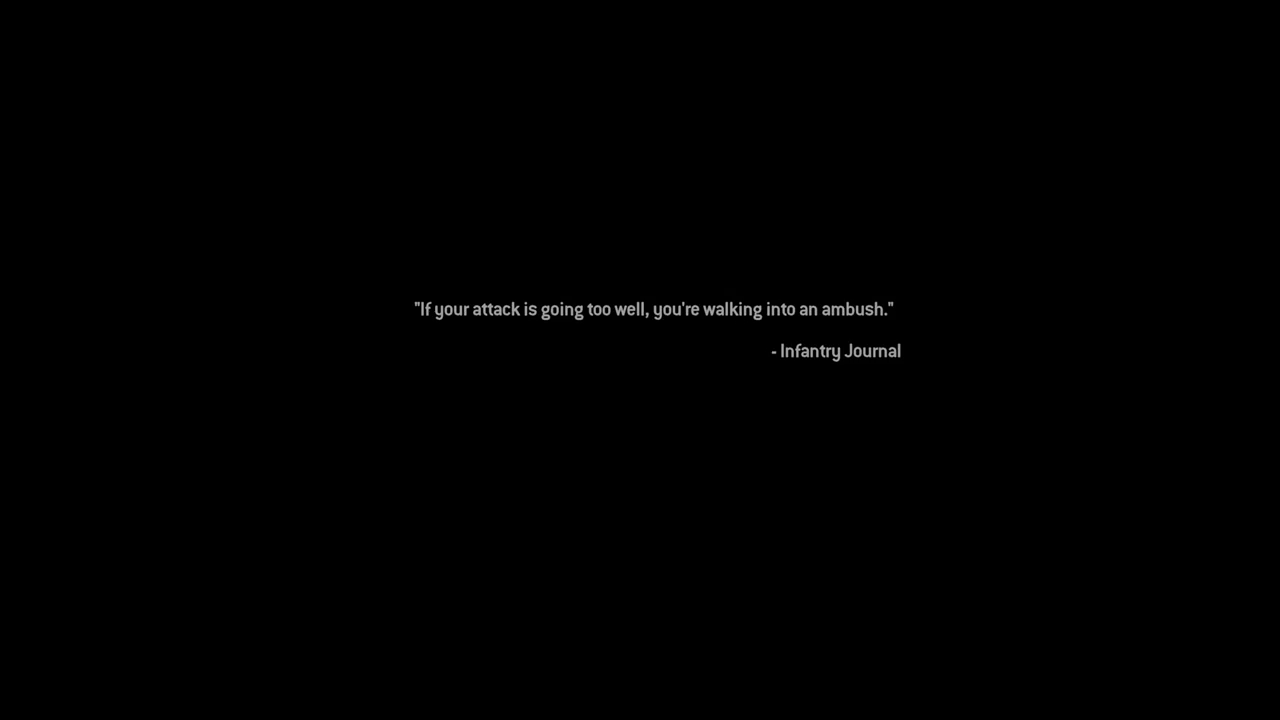 "If your attack is going too well, you're walking into an ambush."
- Infantry Journal